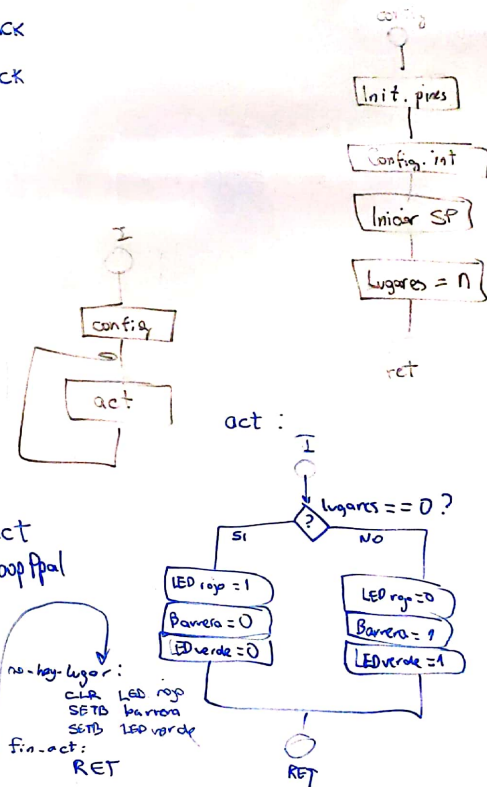 CK
CK
config
Init. pines
Config. int
Iniciar SP
Lugares = n
ret
I
config
act
act :
I
lugares == 0 ?
?
SI
NO
LED rojo = 1
Barrera = 0
LED verde = 0
LED rojo = 0
Barrera = 1
LED verde = 1
RET
ct
oop Ppal
no-hay-lugar :
CLR LED rojo
SETB barrera
SETB LED verde
fin-act :
RET